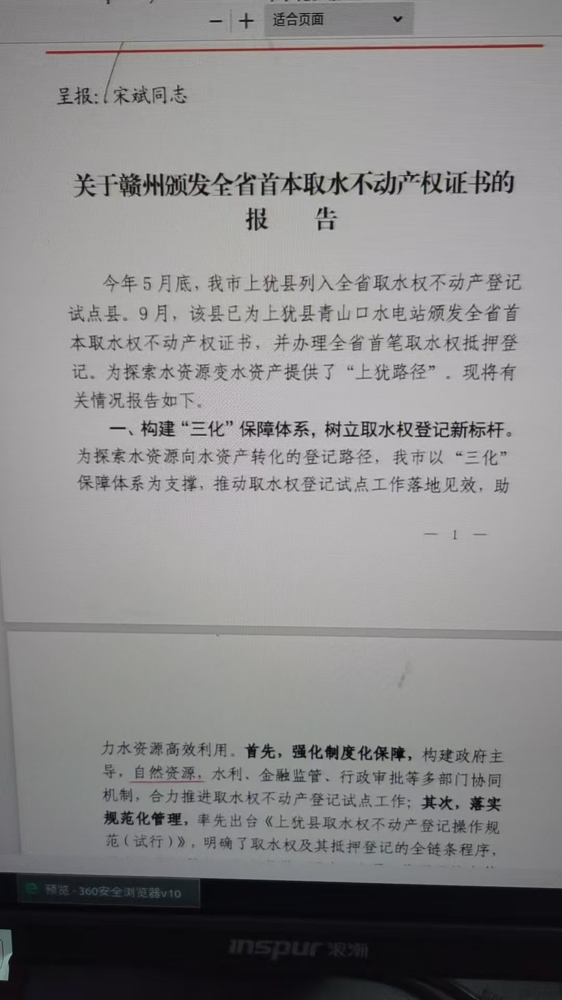 适合页面
呈报：宋斌同志
关于赣州颁发全省首本取水不动产权证书的
报　　告
今年5月底，我市上犹县列入全省取水权不动产登记
试点县。9月，该县已为上犹县青山口水电站颁发全省首
本取水权不动产权证书，并办理全省首笔取水权抵押登
记。为探索水资源变水资产提供了“上犹路径”。现将有
关情况报告如下。
一、构建“三化”保障体系，树立取水权登记新标杆。
为探索水资源向水资产转化的登记路径，我市以“三化”
保障体系为支撑，推动取水权登记试点工作落地见效，助
— 1 —
力水资源高效利用。首先，强化制度化保障，构建政府主
导，自然资源，水利、金融监管、行政审批等多部门协同
机制，合力推进取水权不动产登记试点工作；其次，落实
规范化管理，率先出台《上犹县取水权不动产登记操作规
范（试行）》，明确了取水权及其抵押登记的全链条程序，
预览 - 360安全浏览器v10
inspur 浪潮